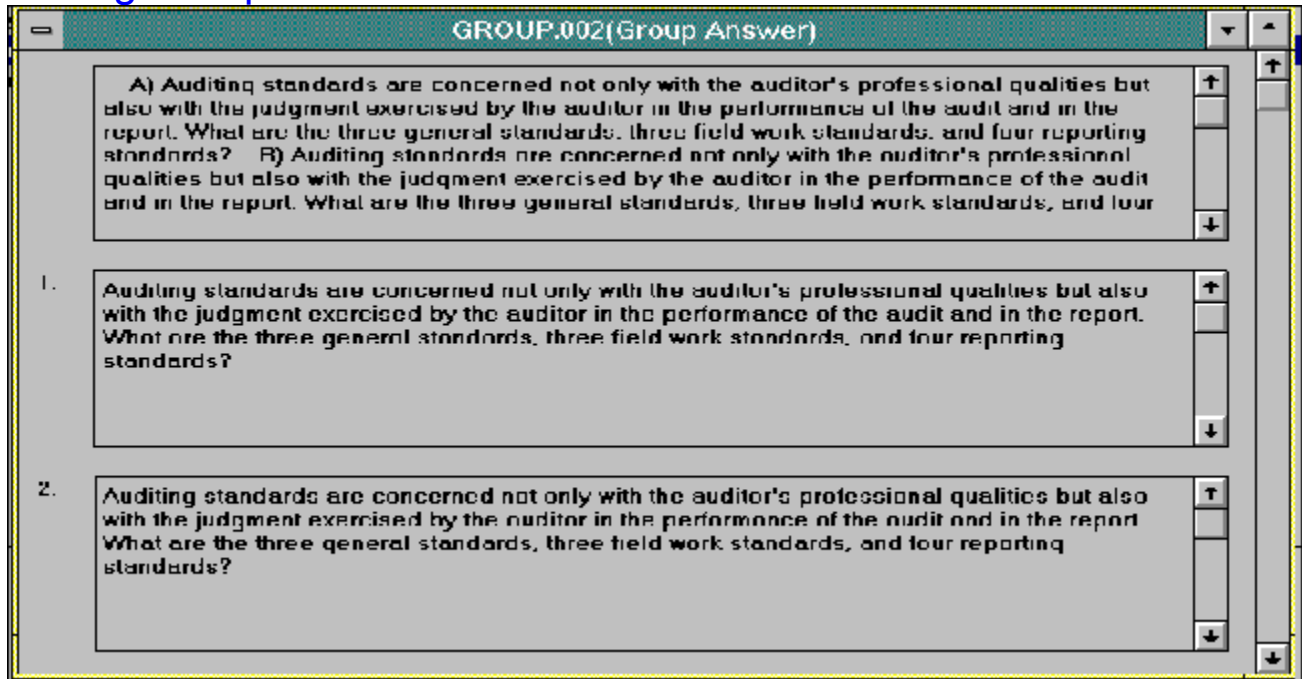 GROUP.002(Group Answer)
A) Auditing standards are concerned not only with the auditor's professional qualities but
also with the judgment exercised by the auditor in the performance of the audit and in the
report. What are the three general standards, three field work standards, and four reporting
standards? B) Auditing standards are concerned not only with the auditor's professional
qualities but also with the judgment exercised by the auditor in the performance of the audit
and in the report. What are the three general standards, three field work standards, and four
1.
Auditing standards are concerned not only with the auditor's professional qualities but also
with the judgment exercised by the auditor in the performance of the audit and in the report.
What are the three general standards, three field work standards, and four reporting
standards?
2.
Auditing standards are concerned not only with the auditor's professional qualities but also
with the judgment exercised by the auditor in the performance of the audit and in the report
What are the three general standards, three field work standards, and four reporting
standards?